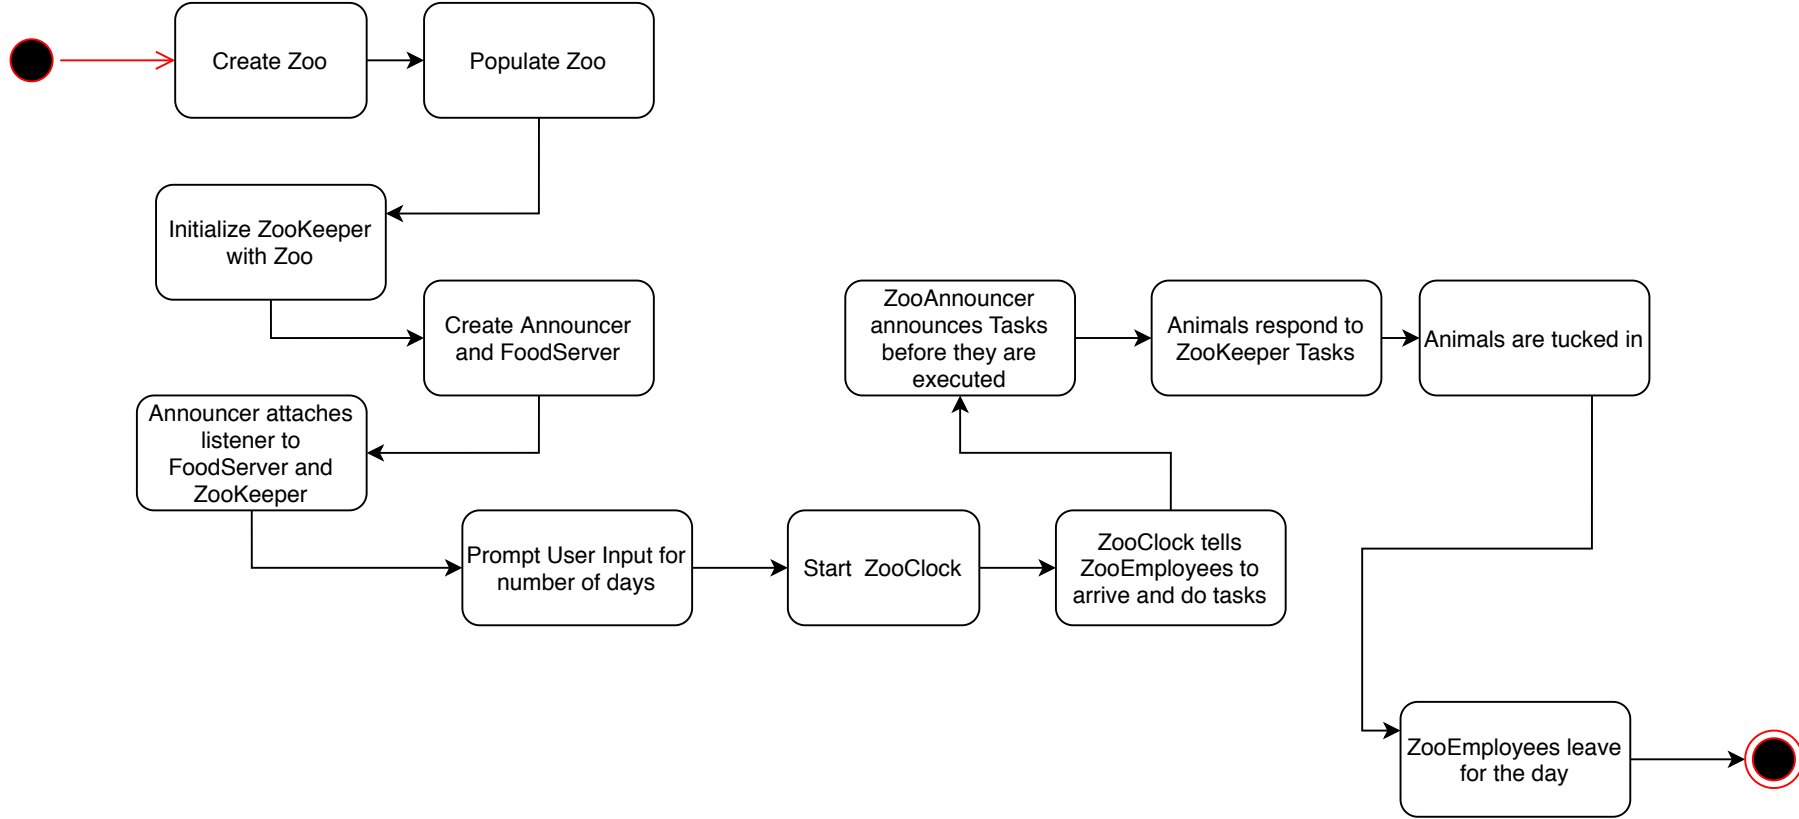 Create Zoo
Populate Zoo
Initialize ZooKeeper
with Zoo
Create Announcer
and FoodServer
Announcer attaches
listener to
FoodServer and
ZooKeeper
Prompt User Input for
number of days
Start ZooClock
ZooClock tells
ZooEmployees to
arrive and do tasks
ZooAnnouncer
announces Tasks
before they are
executed
Animals respond to
ZooKeeper Tasks
Animals are tucked in
ZooEmployees leave
for the day